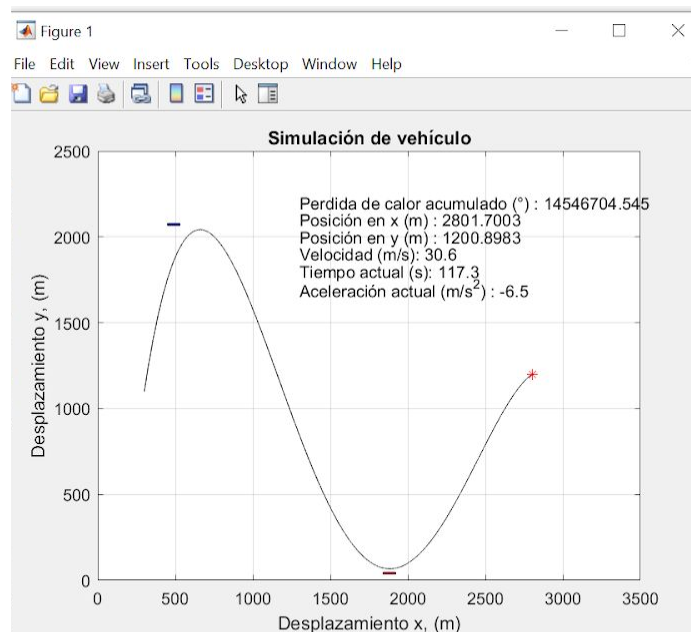 Figure 1
File Edit View Insert Tools Desktop Window Help
Simulación de vehículo
2500
2000
1500
1000
500
0
Desplazamiento y, (m)
Perdida de calor acumulado (°) : 14546704.545
Posición en x (m) : 2801.7003
Posición en y (m) : 1200.8983
Velocidad (m/s): 30.6
Tiempo actual (s): 117.3
Aceleración actual (m/s²) : -6.5
0 500 1000 1500 2000 2500 3000 3500
Desplazamiento x, (m)